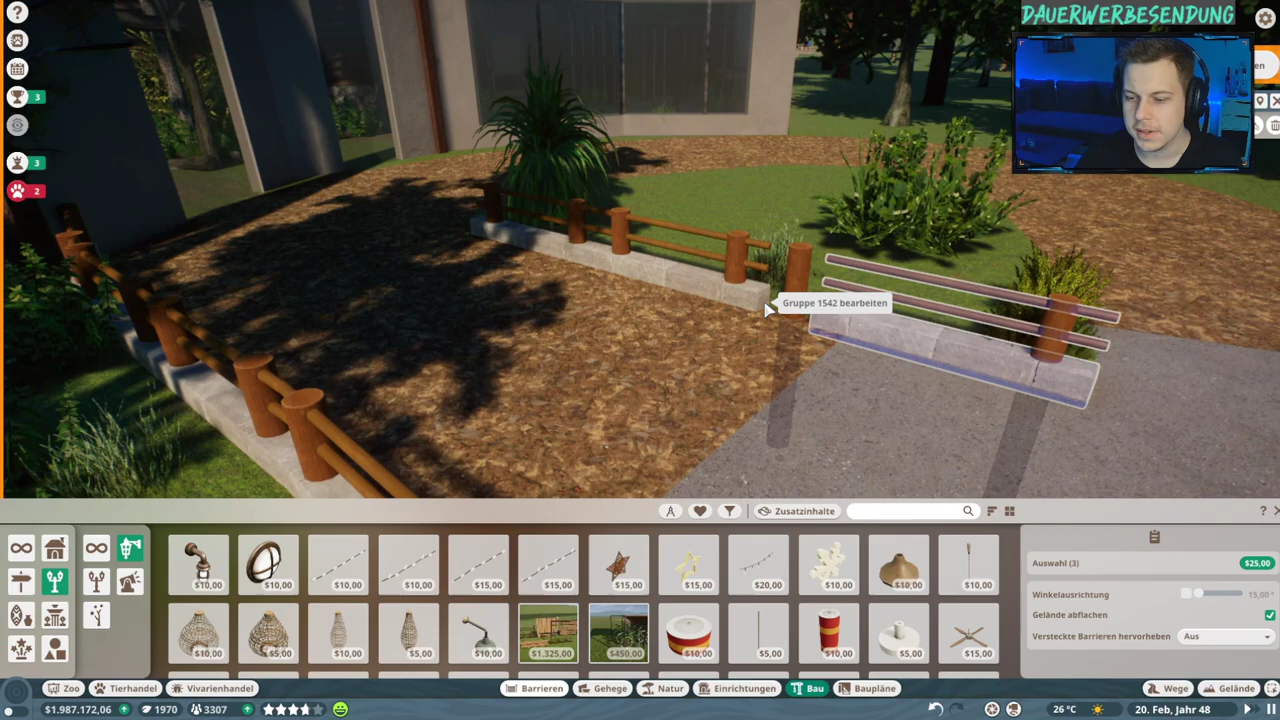 DAUERWERBESENDUNG
?
en
3
3
2
Gruppe 1542 bearbeiten
Zusatzinhalte
?
$10,00
$10,00
$10,00
$10,00
$15,00
$15,00
$15,00
$15,00
$20,00
$10,00
$10,00
$10,00
$10,00
$5,00
$10,00
$5,00
$10,00
$1.325,00
$450,00
$10,00
$5,00
$10,00
$5,00
$15,00
Auswahl (3)
$25,00
Winkelausrichtung
15,00 °
Gelände abflachen
Versteckte Barrieren hervorheben
Aus
Zoo
Tierhandel
Vivarienhandel
Barrieren
Gehege
Natur
Einrichtungen
Bau
Baupläne
Wege
Gelände
$1.987.172,06
1970
3307
26 °C
20. Feb, Jahr 48